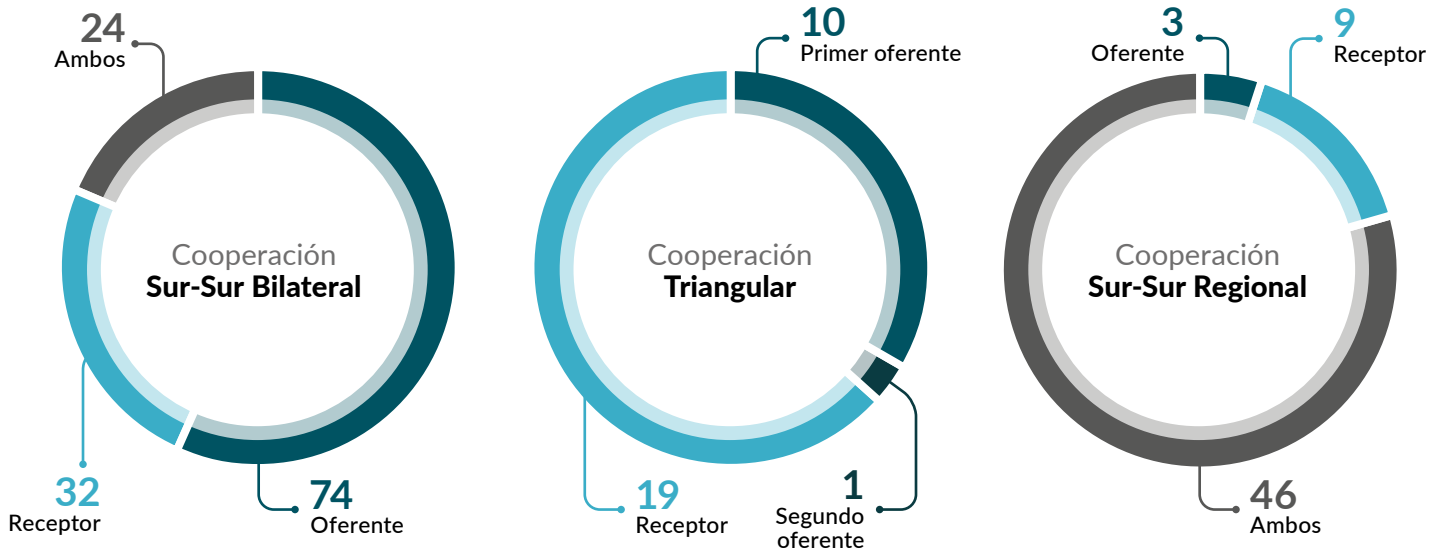 24
Ambos
Cooperación
Sur-Sur Bilateral
32
Receptor
74
Oferente
10
Primer oferente
Cooperación
Triangular
19
Receptor
1
Segundo
oferente
3
Oferente
9
Receptor
Cooperación
Sur-Sur Regional
46
Ambos